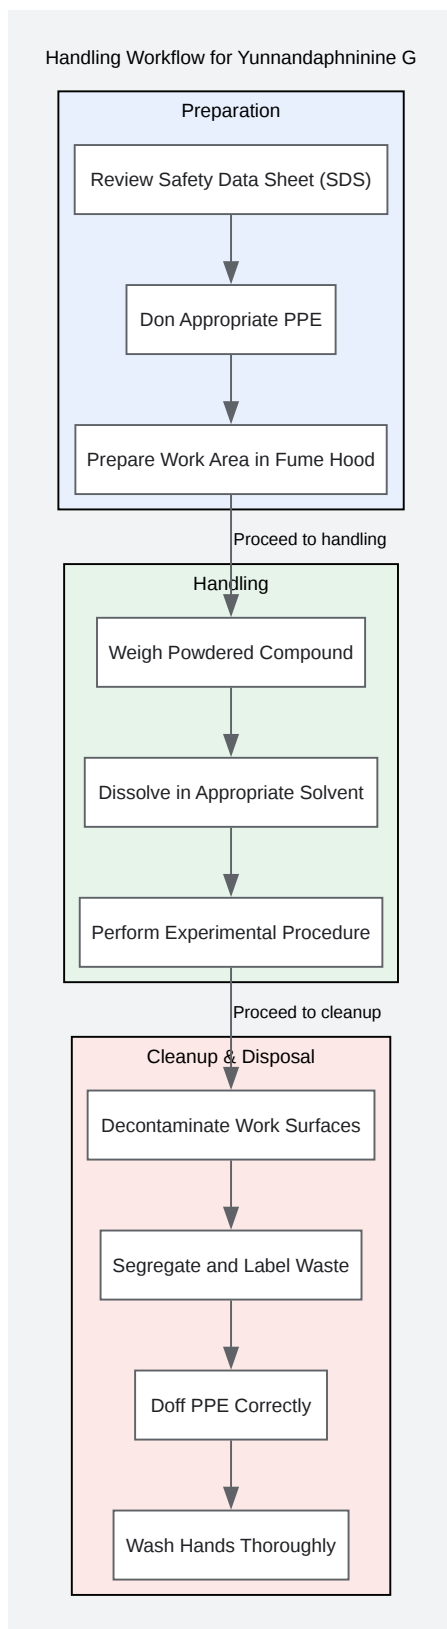 Handling Workflow for Yunnandaphninine G
Preparation
Review Safety Data Sheet (SDS)
Don Appropriate PPE
Prepare Work Area in Fume Hood
Proceed to handling
Handling
Weigh Powdered Compound
Dissolve in Appropriate Solvent
Perform Experimental Procedure
Proceed to cleanup
Cleanup & Disposal
Decontaminate Work Surfaces
Segregate and Label Waste
Doff PPE Correctly
Wash Hands Thoroughly